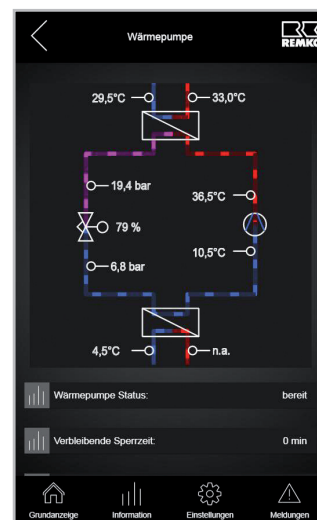 Wärmepumpe
REMKO
29,5°C
33,0°C
19,4 bar
36,5°C
79 %
10,5°C
6,8 bar
4,5°C
n.a.
Wärmepumpe Status: bereit
Verbleibende Sperrzeit: 0 min
Grundanzeige Information Einstellungen Meldungen